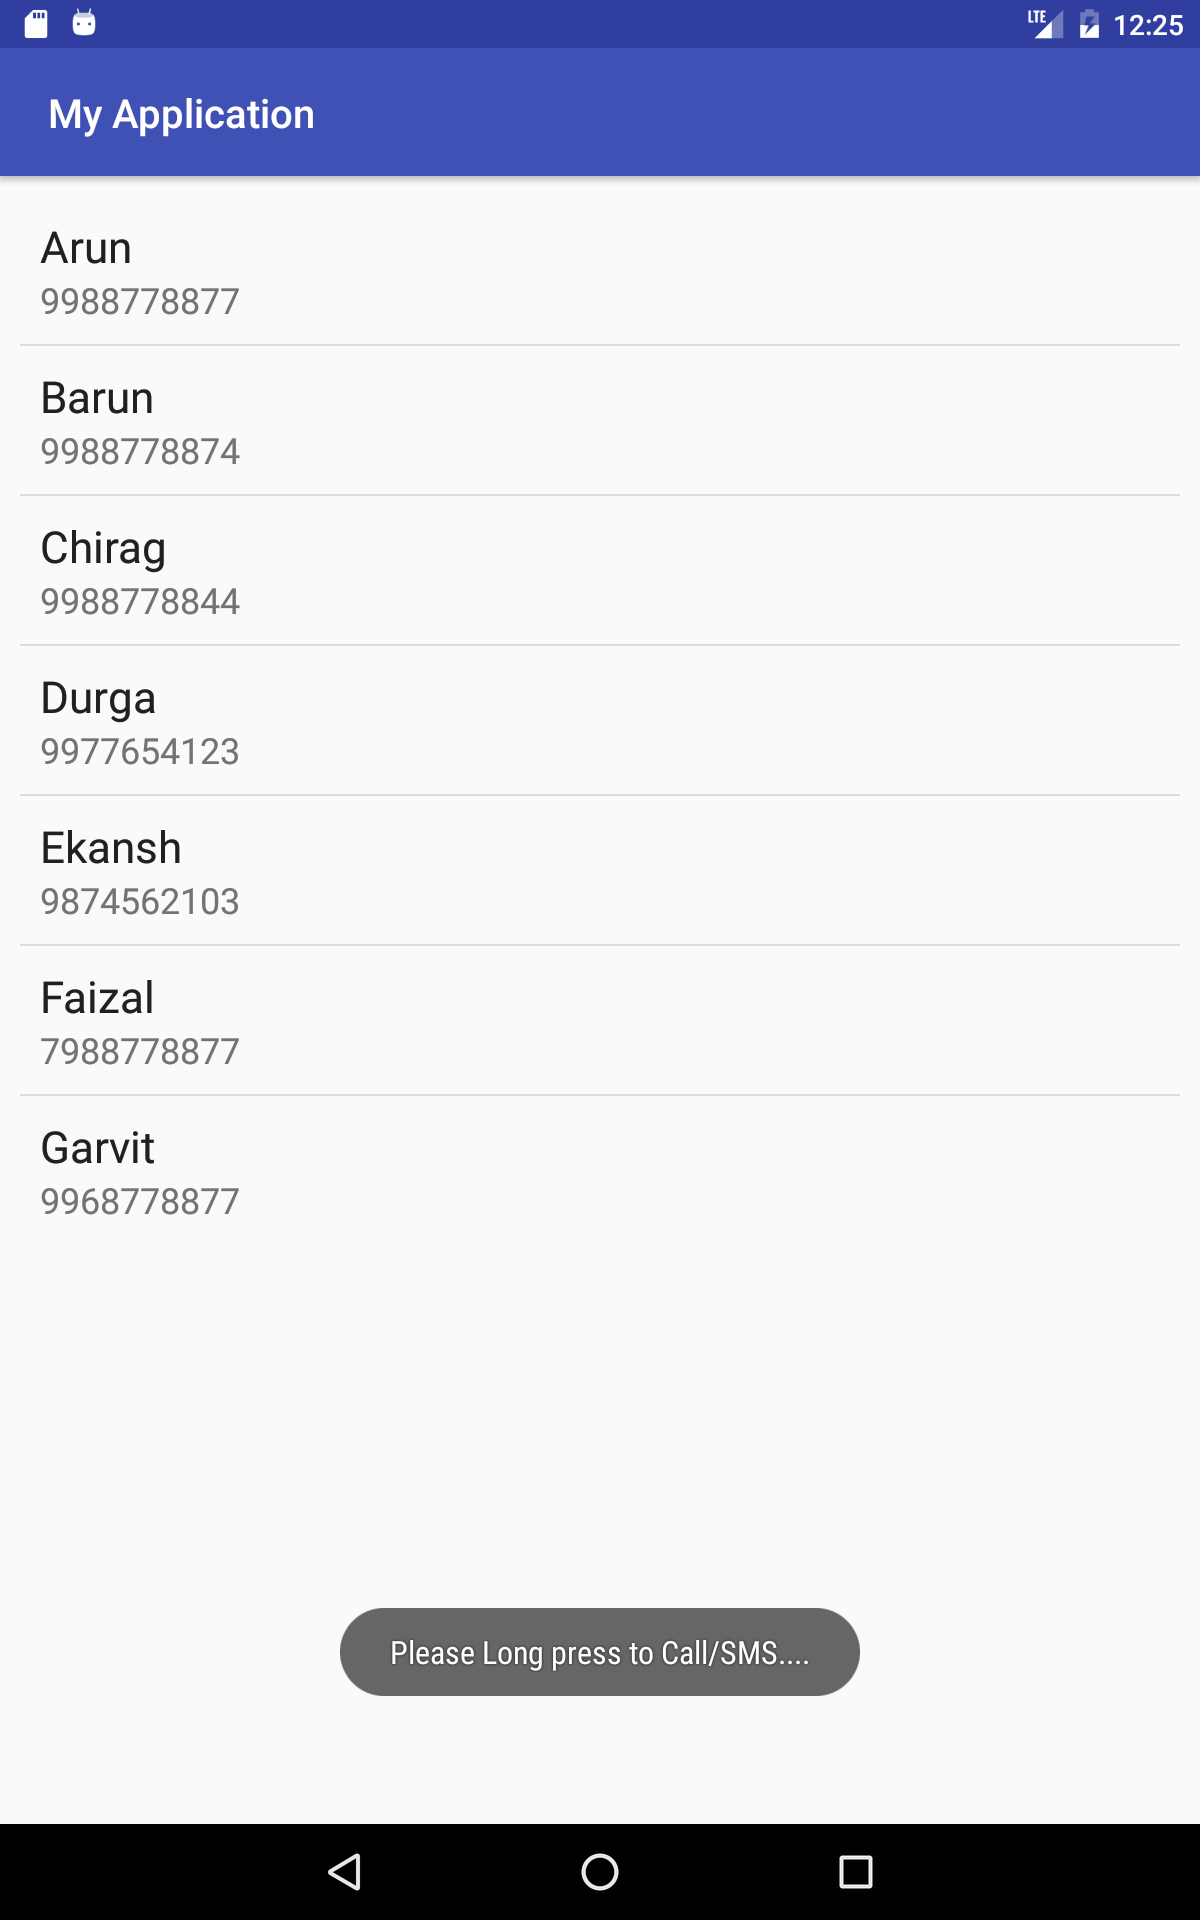 LTE 12:25
My Application
Arun
9988778877
Barun
9988778874
Chirag
9988778844
Durga
9977654123
Ekansh
9874562103
Faizal
7988778877
Garvit
9968778877
Please Long press to Call/SMS....